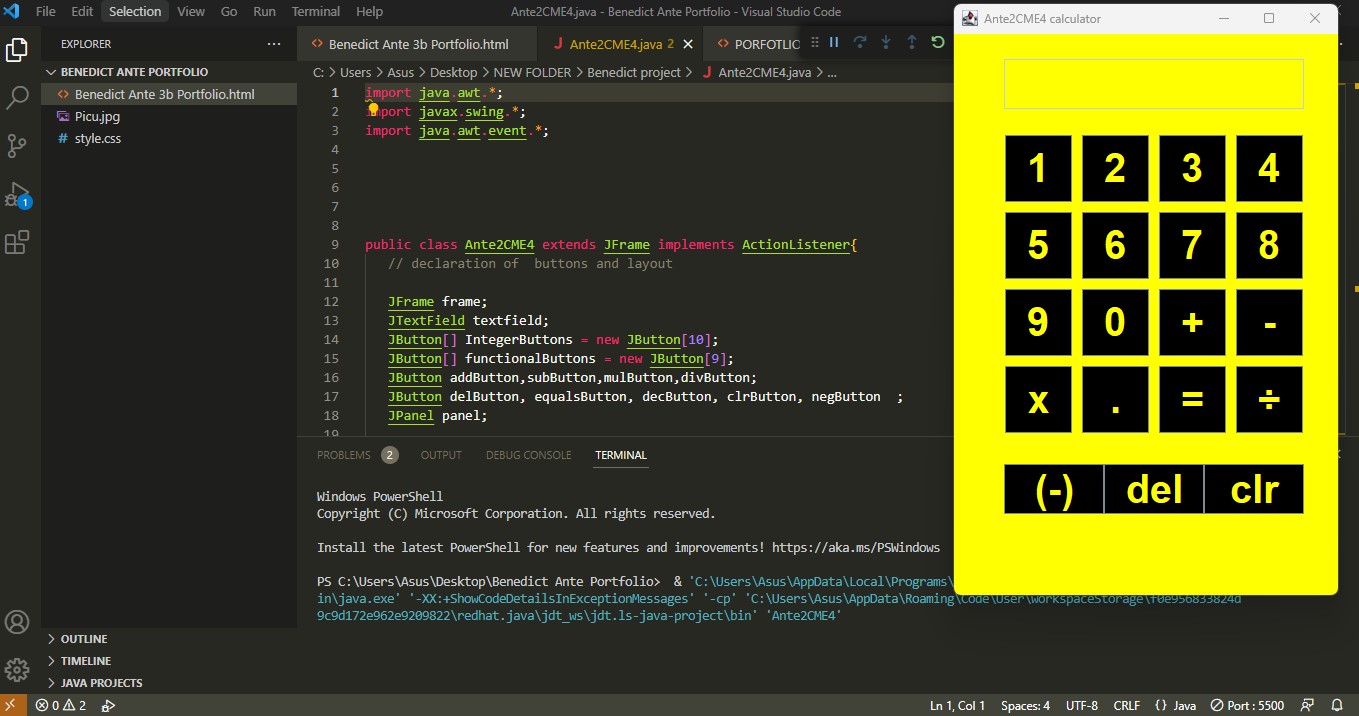 File Edit Selection View Go Run Terminal Help
Ante2CME4.java - Benedict Ante Portfolio - Visual Studio Code
EXPLORER
BENEDICT ANTE PORTFOLIO
Benedict Ante 3b Portfolio.html
Picu.jpg
# style.css
1
OUTLINE
TIMELINE
JAVA PROJECTS
Benedict Ante 3b Portfolio.html
J Ante2CME4.java 2
PORFOTLIO
C: > Users > Asus > Desktop > NEW FOLDER > Benedict project > J Ante2CME4.java > ...
1 import java.awt.*;
2 import javax.swing.*;
3 import java.awt.event.*;
4
5
6
7
8
9 public class Ante2CME4 extends JFrame implements ActionListener{
10 // declaration of  buttons and layout
11
12 JFrame frame;
13 JTextField textfield;
14 JButton[] IntegerButtons = new JButton[10];
15 JButton[] functionalButtons = new JButton[9];
16 JButton addButton,subButton,mulButton,divButton;
17 JButton delButton, equalsButton, decButton, clrButton, negButton  ;
18 JPanel panel;
19
PROBLEMS 2 OUTPUT DEBUG CONSOLE TERMINAL
Windows PowerShell
Copyright (C) Microsoft Corporation. All rights reserved.
Install the latest PowerShell for new features and improvements! https://aka.ms/PSWindows
PS C:\Users\Asus\Desktop\Benedict Ante Portfolio>  & 'C:\Users\Asus\AppData\Local\Programs\
in\java.exe' '-XX:+ShowCodeDetailsInExceptionMessages' '-cp' 'C:\Users\Asus\AppData\Roaming\Code\User\workspaceStorage\f0e956833824d
9c9d172e962e9209822\redhat.java\jdt_ws\jdt.ls-java-project\bin' 'Ante2CME4'
Ante2CME4 calculator
1 2 3 4
5 6 7 8
9 0 + -
x . = ÷
(-) del clr
0 2
Ln 1, Col 1 Spaces: 4 UTF-8 CRLF {} Java Port : 5500